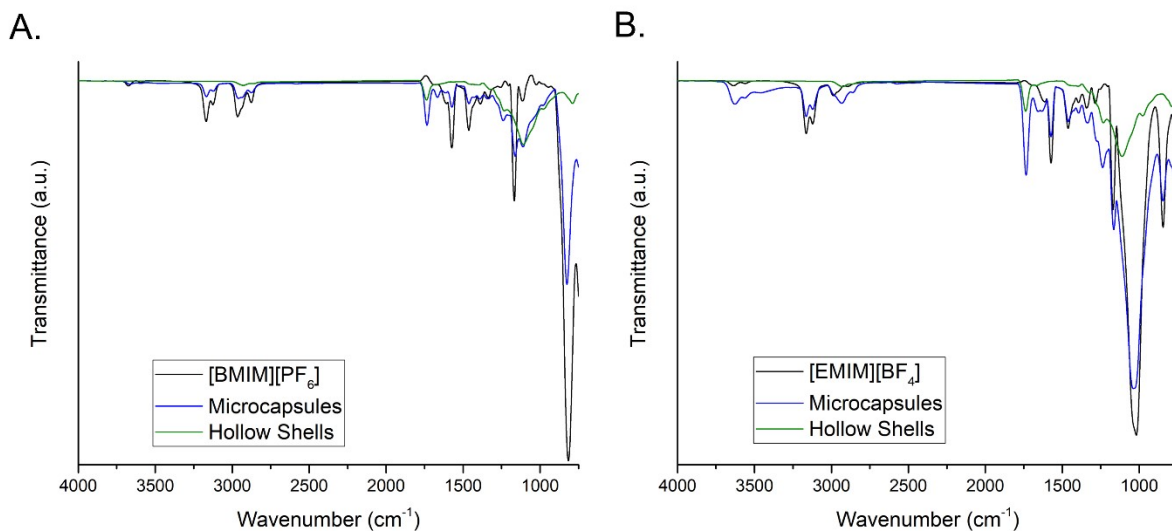 A.
Transmittance (a.u.)
[BMIM][PF₆]
Microcapsules
Hollow Shells
4000 3500 3000 2500 2000 1500 1000
Wavenumber (cm⁻¹)
B.
Transmittance (a.u.)
[EMIM][BF₄]
Microcapsules
Hollow Shells
4000 3500 3000 2500 2000 1500 1000
Wavenumber (cm⁻¹)